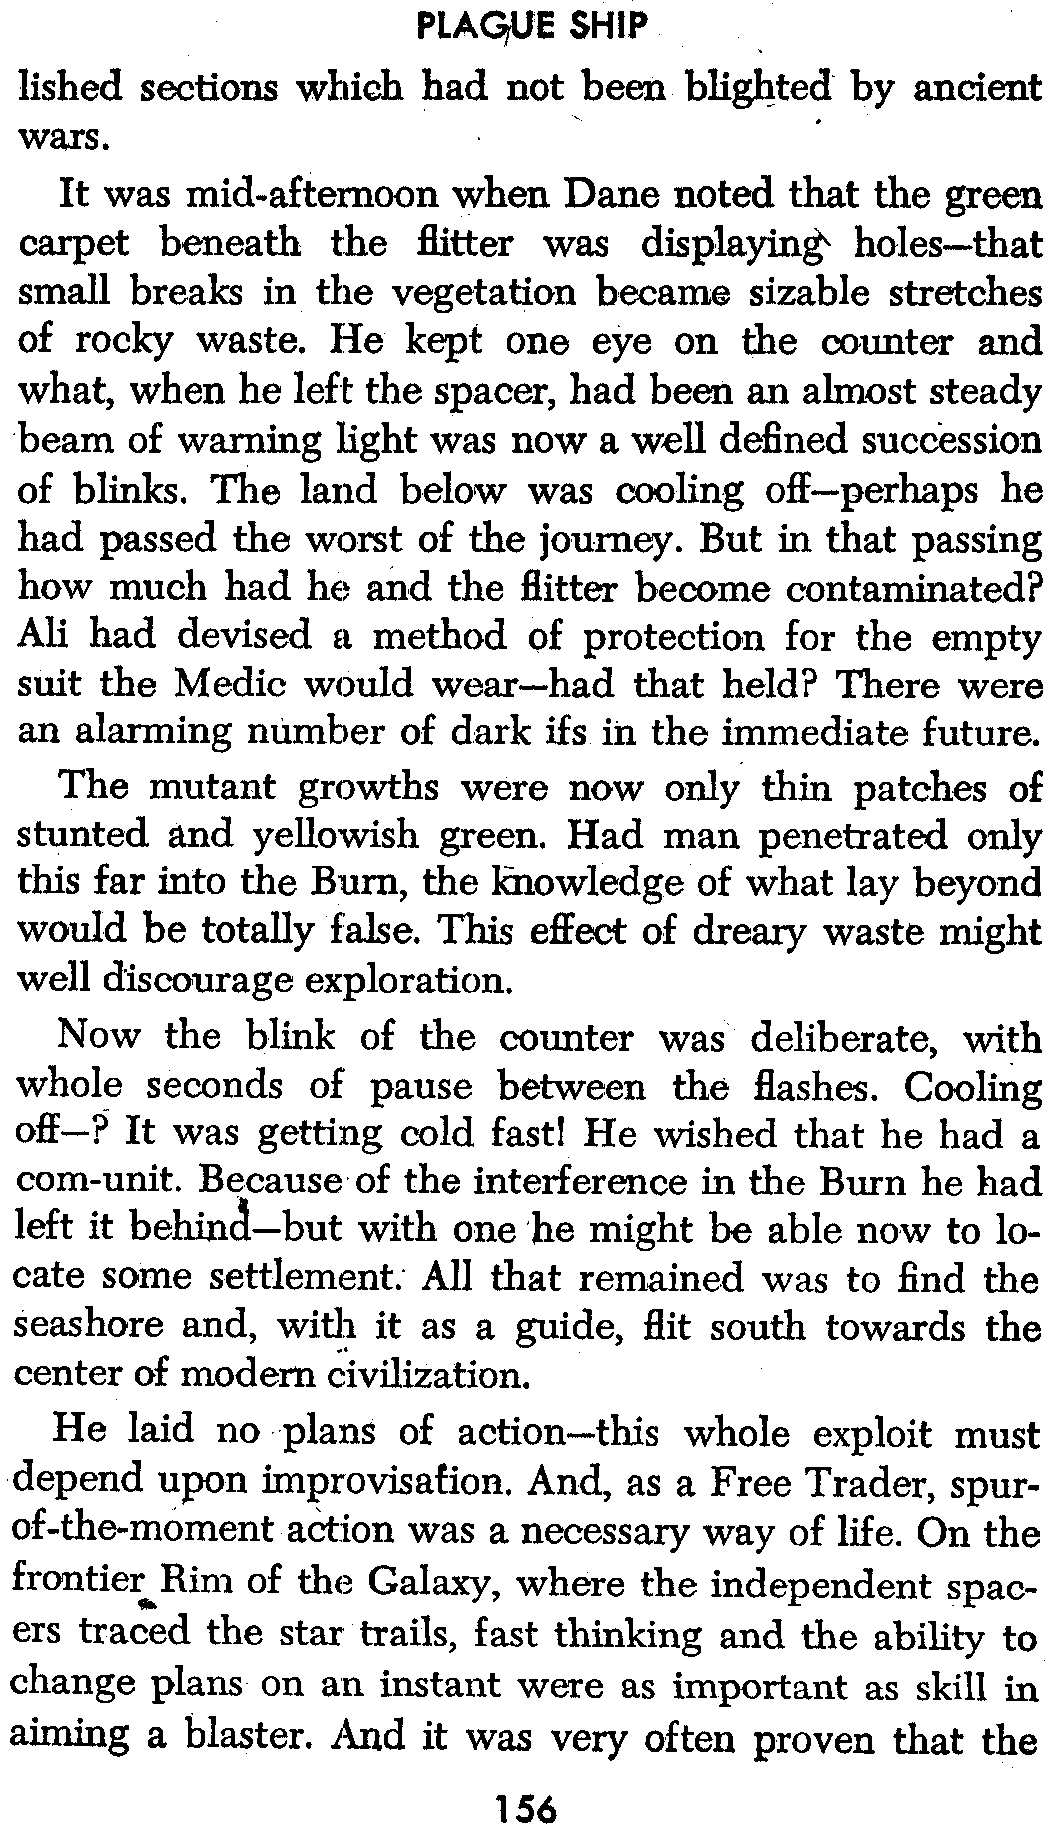 PLAGUE SHIP
lished sections which had not been blighted by ancient
wars.
It was mid-afternoon when Dane noted that the green
carpet beneath the flitter was displaying holes—that
small breaks in the vegetation became sizable stretches
of rocky waste. He kept one eye on the counter and
what, when he left the spacer, had been an almost steady
beam of warning light was now a well defined succession
of blinks. The land below was cooling off—perhaps he
had passed the worst of the journey. But in that passing
how much had he and the flitter become contaminated?
Ali had devised a method of protection for the empty
suit the Medic would wear—had that held? There were
an alarming number of dark ifs in the immediate future.
The mutant growths were now only thin patches of
stunted and yellowish green. Had man penetrated only
this far into the Burn, the knowledge of what lay beyond
would be totally false. This effect of dreary waste might
well discourage exploration.
Now the blink of the counter was deliberate, with
whole seconds of pause between the flashes. Cooling
off—? It was getting cold fast! He wished that he had a
com-unit. Because of the interference in the Burn he had
left it behind—but with one he might be able now to lo-
cate some settlement. All that remained was to find the
seashore and, with it as a guide, flit south towards the
center of modern civilization.
He laid no plans of action—this whole exploit must
depend upon improvisation. And, as a Free Trader, spur-
of-the-moment action was a necessary way of life. On the
frontier Rim of the Galaxy, where the independent spac-
ers traced the star trails, fast thinking and the ability to
change plans on an instant were as important as skill in
aiming a blaster. And it was very often proven that the
156